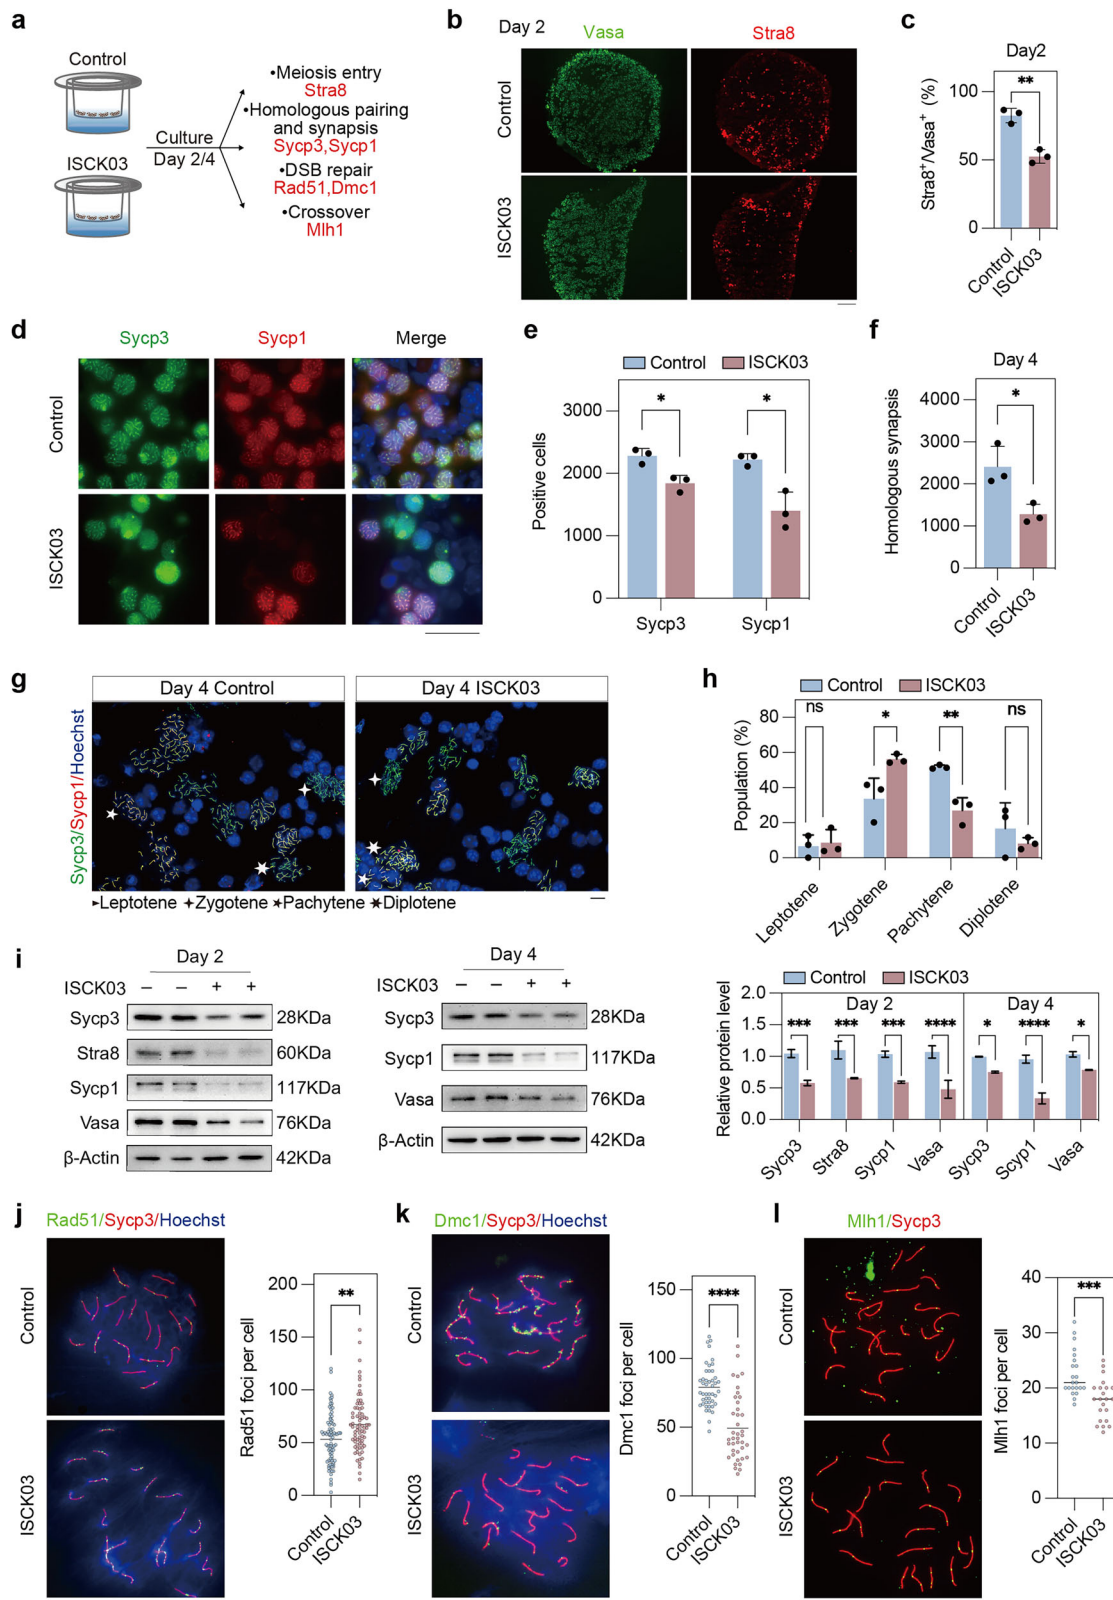 a
Control
ISCK03
Culture
Day 2/4
•Meiosis entry
Stra8
•Homologous pairing
and synapsis
Sycp3,Sycp1
•DSB repair
Rad51,Dmc1
•Crossover
Mlh1
b
Day 2
Vasa
Stra8
Control
ISCK03
c
Day2
**
Stra8+/Vasa+ (%)
100
50
0
Control
ISCK03
d
Sycp3
Sycp1
Merge
Control
ISCK03
e
Control
ISCK03
*
*
Positive cells
3000
2000
1000
0
Sycp3
Sycp1
f
Day 4
*
Homologous synapsis
4000
3000
2000
1000
0
Control
ISCK03
g
Day 4 Control
Day 4 ISCK03
Sycp3/Sycp1/Hoechst
Leptotene
Zygotene
Pachytene
Diplotene
h
Control
ISCK03
ns
*
**
ns
Population (%)
80
60
40
20
0
Leptotene
Zygotene
Pachytene
Diplotene
i
Day 2
ISCK03
– – + +
Sycp3
28KDa
Stra8
60KDa
Sycp1
117KDa
Vasa
76KDa
β-Actin
42KDa
Day 4
ISCK03
– – + +
Sycp3
28KDa
Sycp1
117KDa
Vasa
76KDa
β-Actin
42KDa
Control
ISCK03
Day 2
Day 4
*** *** *** **** * **** *
Relative protein level
2.0
1.5
1.0
0.5
0.0
Sycp3
Stra8
Sycp1
Vasa
Sycp3
Scyp1
Vasa
j
Rad51/Sycp3/Hoechst
Control
ISCK03
**
Rad51 foci per cell
200
150
100
50
0
Control
ISCK03
k
Dmc1/Sycp3/Hoechst
Control
ISCK03
****
Dmc1 foci per cell
150
100
50
0
Control
ISCK03
l
Mlh1/Sycp3
Control
ISCK03
***
Mlh1 foci per cell
40
30
20
10
0
Control
ISCK03